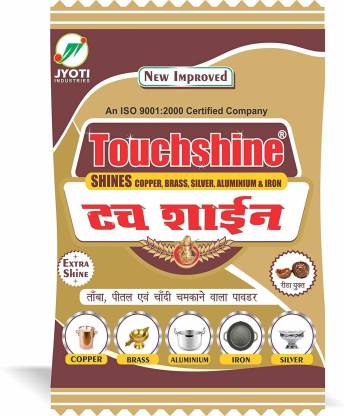 JYOTI
INDUSTRIES
New Improved
An ISO 9001:2000 Certified Company
Touchshine®
SHINES COPPER, BRASS, SILVER, ALUMINIUM & IRON
टच शाईन
EXTRA
SHINE
रीठा युक्त
ताँबा, पीतल एवं चाँदी चमकाने वाला पावडर
COPPER BRASS ALUMINIUM IRON SILVER